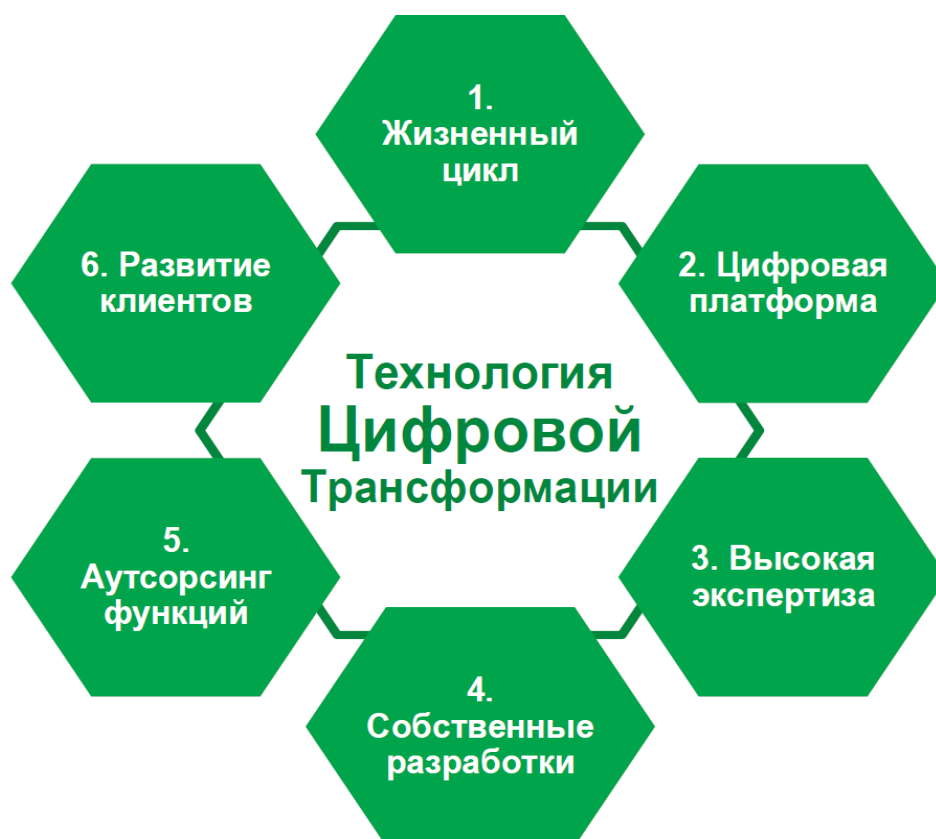 1.
Жизненный
цикл
2. Цифровая
платформа
3. Высокая
экспертиза
4.
Собственные
разработки
5.
Аутсорсинг
функций
6. Развитие
клиентов
Технология
Цифровой
Трансформации